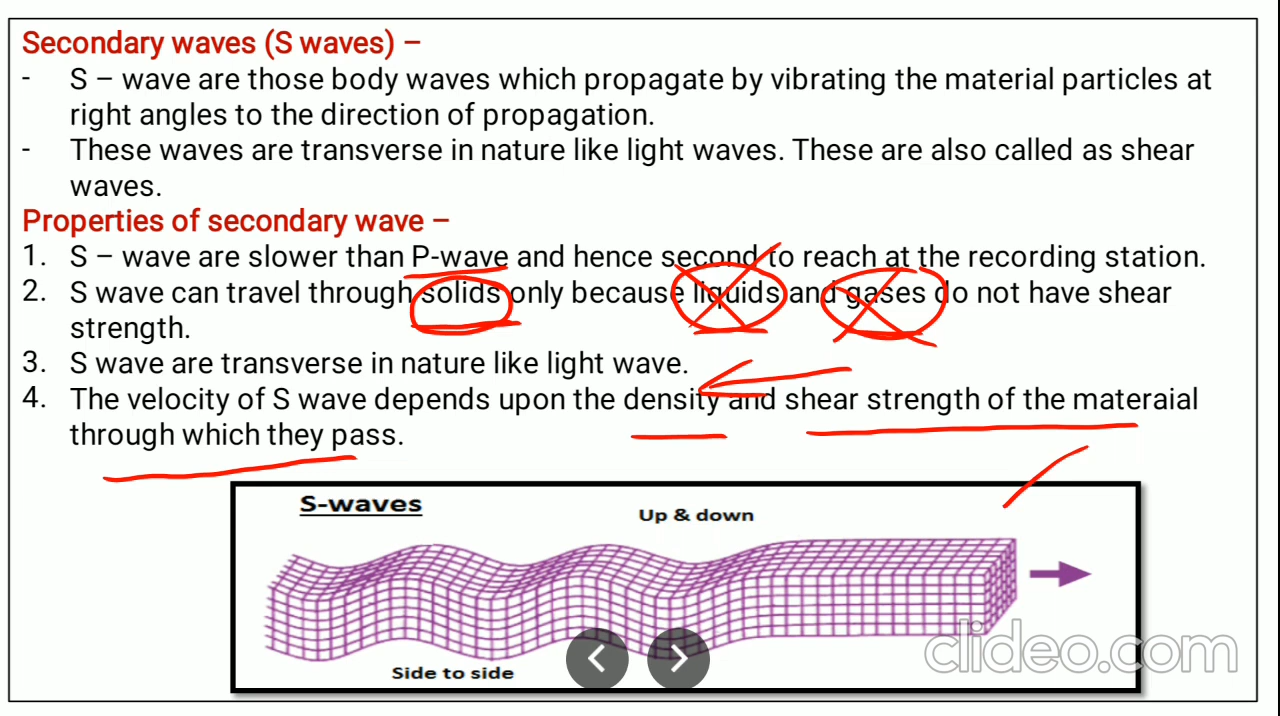 Secondary waves (S waves) –
- S – wave are those body waves which propagate by vibrating the material particles at
right angles to the direction of propagation.
- These waves are transverse in nature like light waves. These are also called as shear
waves.
Properties of secondary wave –
1. S – wave are slower than P-wave and hence second to reach at the recording station.
2. S wave can travel through solids only because liquids and gases do not have shear
strength.
3. S wave are transverse in nature like light wave.
4. The velocity of S wave depends upon the density and shear strength of the materaial
through which they pass.
S-waves
Up & down
Side to side
clideo.com